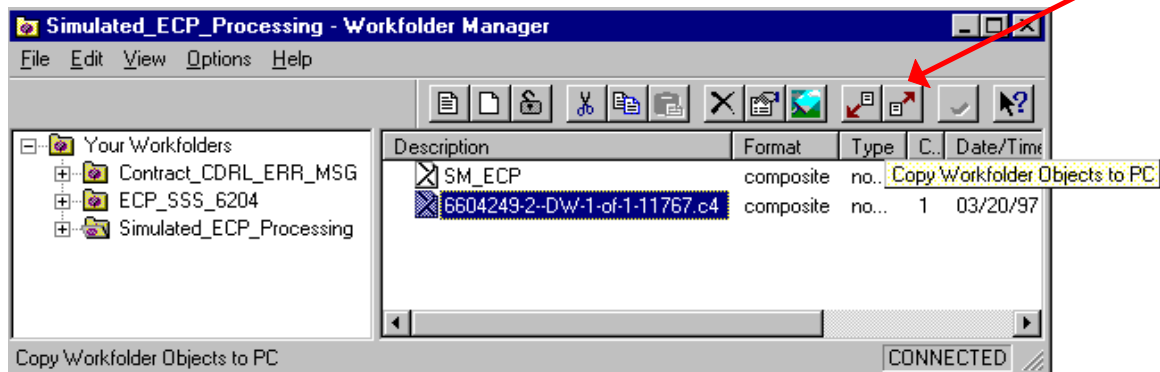 Simulated_ECP_Processing - Workfolder Manager
File Edit View Options Help
Your Workfolders
Contract_CDRL_ERR_MSG
ECP_SSS_6204
Simulated_ECP_Processing
Description Format Type C.. Date/Time
SM_ECP composite no...
Copy Workfolder Objects to PC
6604249-2--DW-1-of-1-11767.c4 composite no... 1 03/20/97
Copy Workfolder Objects to PC CONNECTED